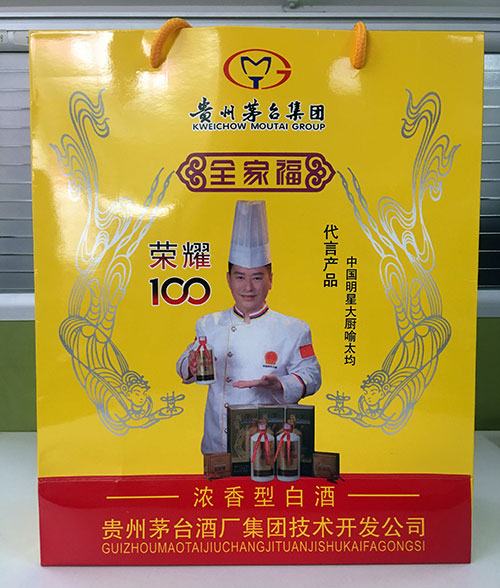 贵州茅台集团
KWEICHOW MOUTAI GROUP
全家福
荣耀
100
代言产品
中国明星大厨喻太均
浓香型白酒
贵州茅台酒厂集团技术开发公司
GUIZHOUMAOTAIJIUCHANGJITUANJISHUKAIFAGONGSI